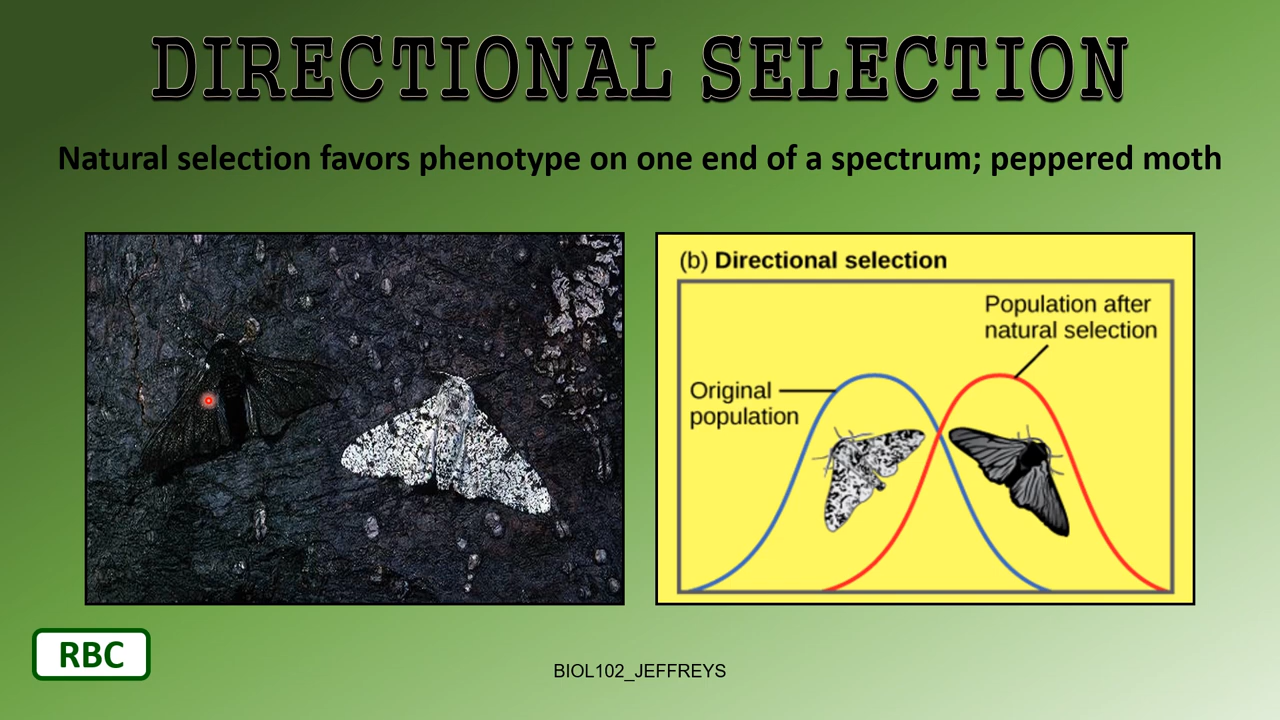 DIRECTIONAL SELECTION
Natural selection favors phenotype on one end of a spectrum; peppered moth
(b) Directional selection
Population after
natural selection
Original
population
RBC
BIOL102_JEFFREYS